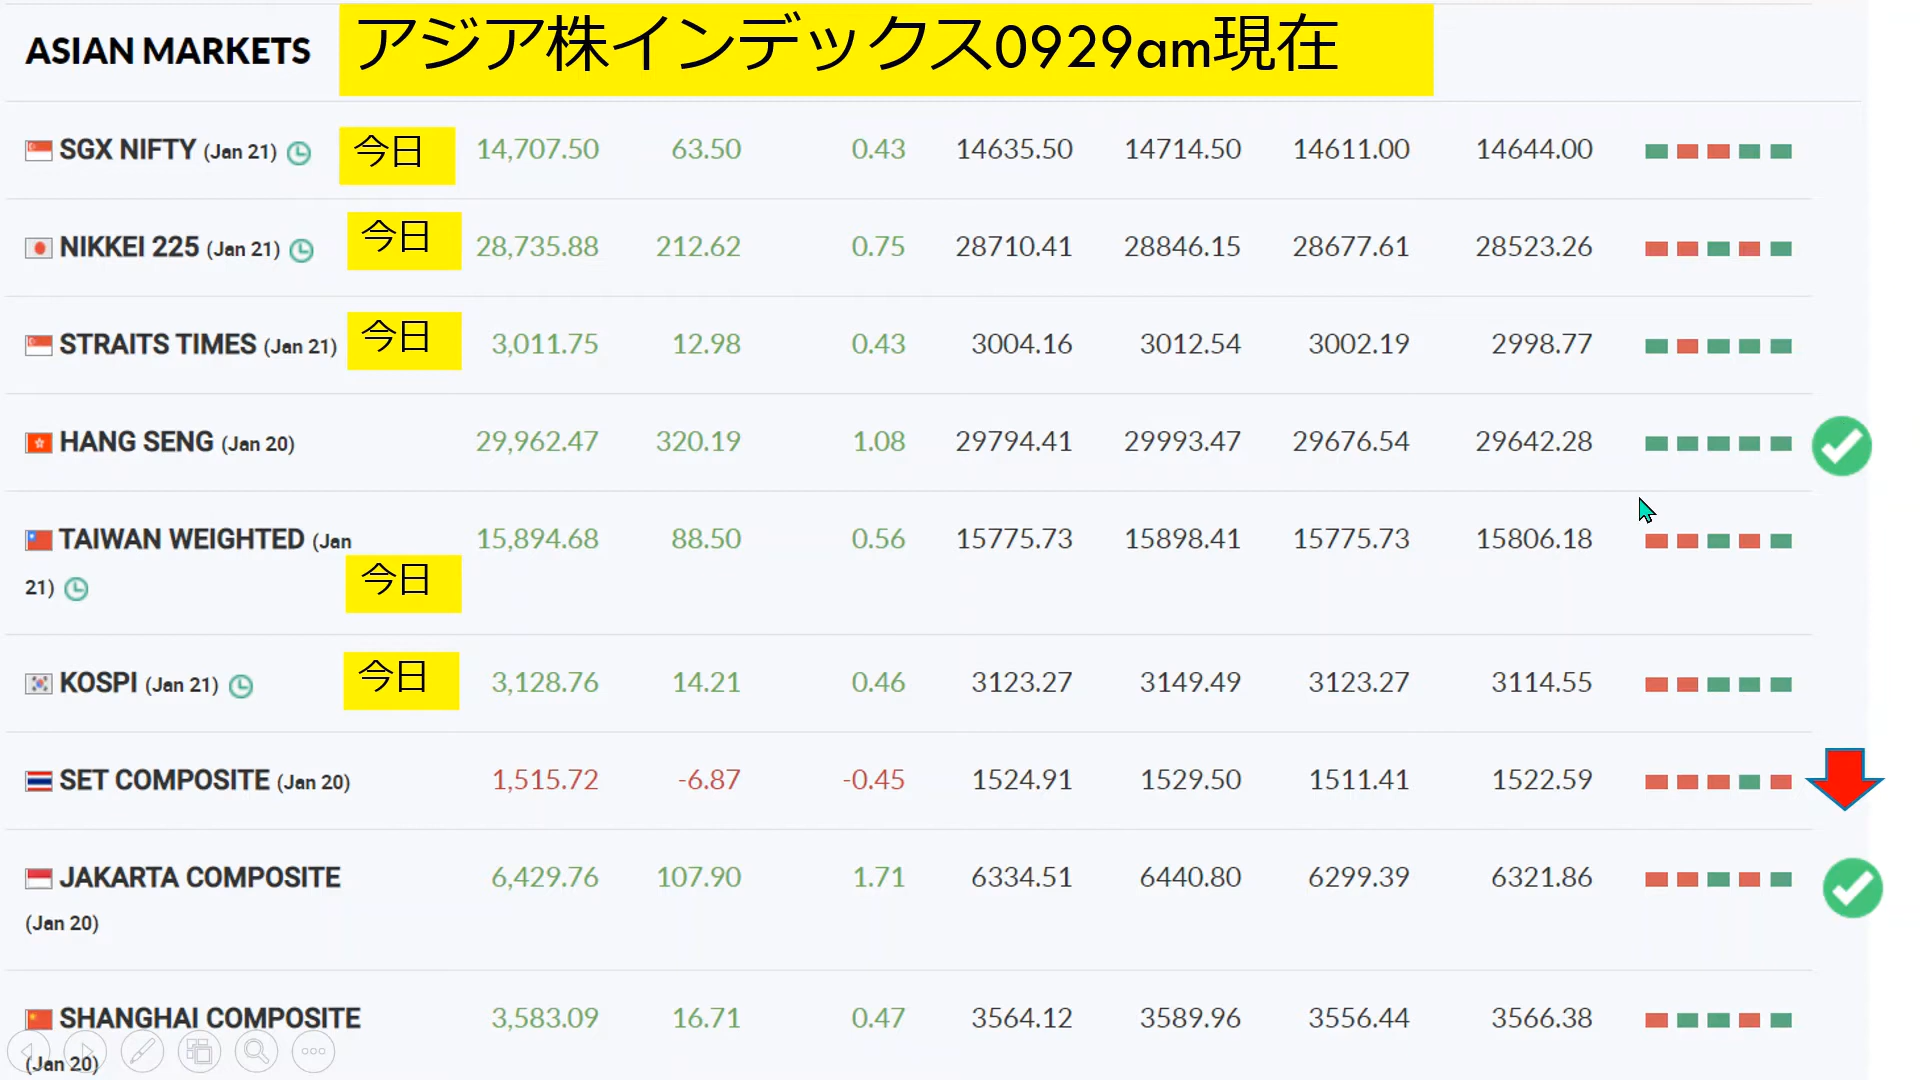 ASIAN MARKETS アジア株インデックス0929am現在
SGX NIFTY (Jan 21) 今日 14,707.50 63.50 0.43 14635.50 14714.50 14611.00 14644.00
NIKKEI 225 (Jan 21) 今日 28,735.88 212.62 0.75 28710.41 28846.15 28677.61 28523.26
STRAITS TIMES (Jan 21) 今日 3,011.75 12.98 0.43 3004.16 3012.54 3002.19 2998.77
HANG SENG (Jan 20) 29,962.47 320.19 1.08 29794.41 29993.47 29676.54 29642.28
TAIWAN WEIGHTED (Jan 15,894.68 88.50 0.56 15775.73 15898.41 15775.73 15806.18
21) 今日
KOSPI (Jan 21) 今日 3,128.76 14.21 0.46 3123.27 3149.49 3123.27 3114.55
SET COMPOSITE (Jan 20) 1,515.72 -6.87 -0.45 1524.91 1529.50 1511.41 1522.59
JAKARTA COMPOSITE 6,429.76 107.90 1.71 6334.51 6440.80 6299.39 6321.86
(Jan 20)
SHANGHAI COMPOSITE 3,583.09 16.71 0.47 3564.12 3589.96 3556.44 3566.38
(Jan 20)